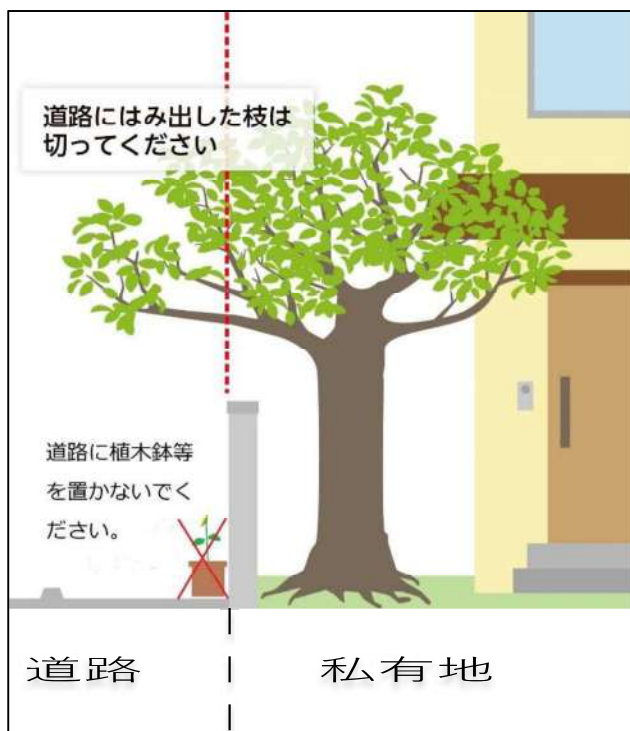 道路にはみ出した枝は
切ってください
道路に植木鉢等
を置かないでく
ださい。
道路
私有地